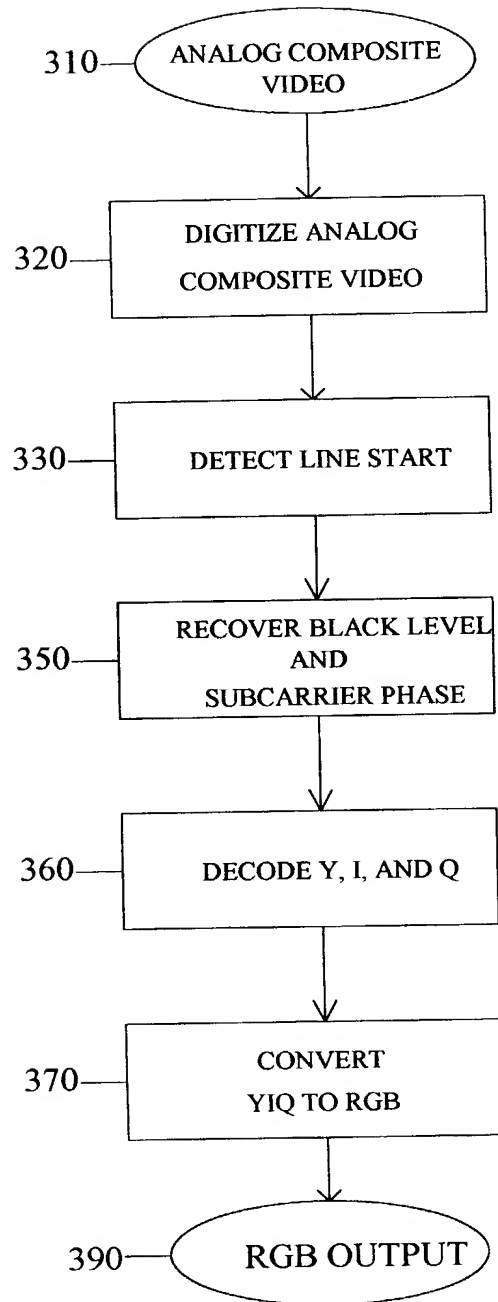 310
ANALOG COMPOSITE
VIDEO
320
DIGITIZE ANALOG
COMPOSITE VIDEO
330
DETECT LINE START
350
RECOVER BLACK LEVEL
AND
SUBCARRIER PHASE
360
DECODE Y, I, AND Q
370
CONVERT
YIQ TO RGB
390
RGB OUTPUT